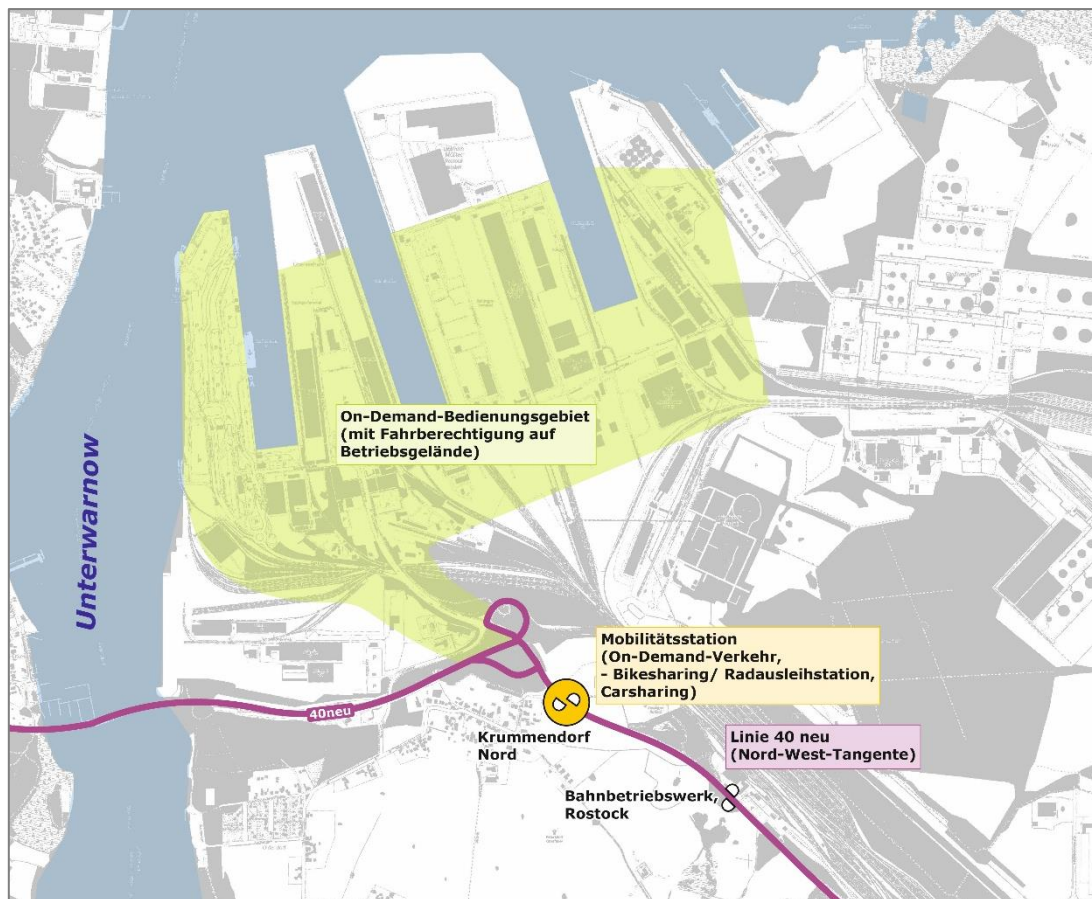 On-Demand-Bedienungsgebiet
(mit Fahrberechtigung auf
Betriebsgelände)
Unterwarnow
Mobilitätsstation
(On-Demand-Verkehr,
- Bikesharing/ Radausleihstation,
Carsharing)
40neu
Krummendorf
Nord
Linie 40 neu
(Nord-West-Tangente)
Bahnbetriebswerk,
Rostock